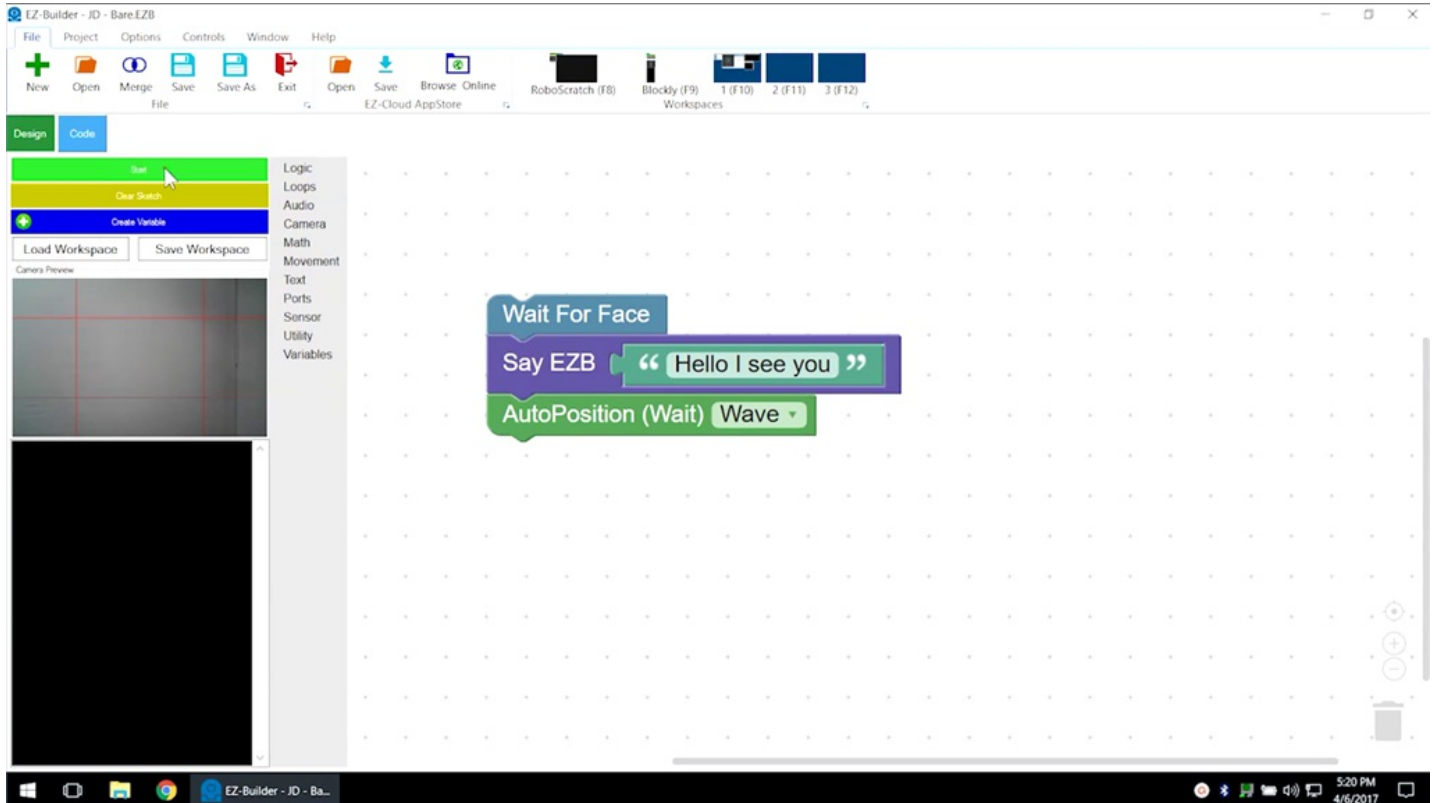 EZ-Builder - JD - Bare.EZB
File Project Options Controls Window Help
New Open Merge Save Save As Exit Open Save Browse Online RoboScratch (F8) Blockly (F9) 1 (F10) 2 (F11) 3 (F12)
File EZ-Cloud AppStore Workspaces
Design Code
Start
Clear Sketch
Create Variable
Load Workspace Save Workspace
Camera Preview
Logic
Loops
Audio
Camera
Math
Movement
Text
Ports
Sensor
Utility
Variables
Wait For Face
Say EZB “ Hello I see you ”
AutoPosition (Wait) Wave
EZ-Builder - JD - Ba...
5:20 PM
4/6/2017